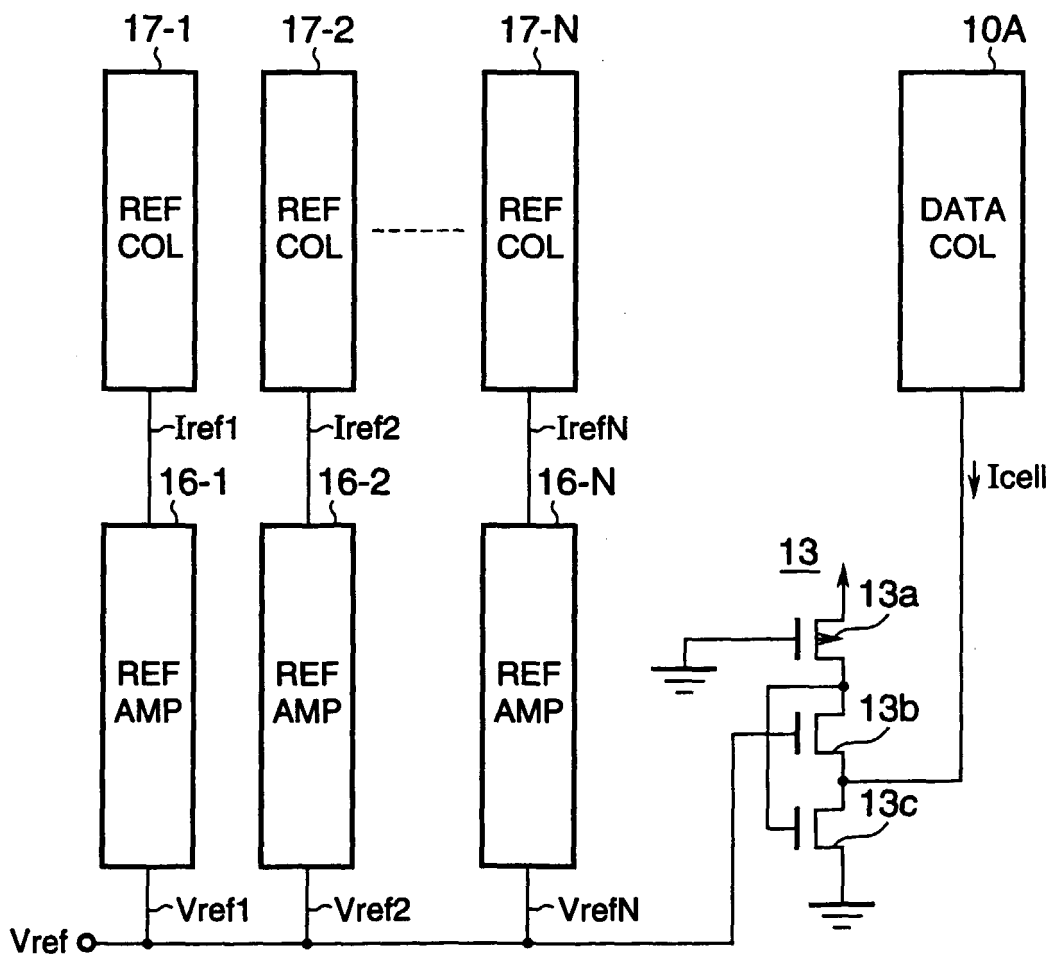 17-1 17-2 17-N 10A
REF COL
REF COL
REF COL
DATA COL
Iref1 Iref2 IrefN Icell
16-1 16-2 16-N
13
13a
REF AMP
REF AMP
REF AMP
13b
13c
Vref1 Vref2 VrefN
Vref